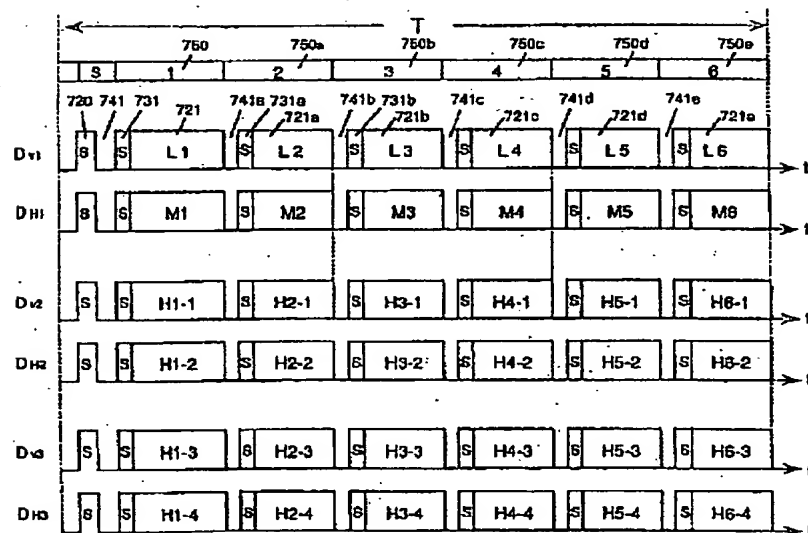 T
750 750a 750b 750c 750d 750e
S 1 2 3 4 5 6
720 741 731 721 741a 731a 721a 741b 731b 721b 741c 721c 741d 721d 741e 721e
DV1 S S L1 S L2 S L3 S L4 S L5 S L6 t
DH1 S S M1 S M2 S M3 S M4 S M5 S M6 t
DV2 S S H1-1 S H2-1 S H3-1 S H4-1 S H5-1 S H6-1 t
DH2 S S H1-2 S H2-2 S H3-2 S H4-2 S H5-2 S H6-2 t
DV3 S S H1-3 S H2-3 S H3-3 S H4-3 S H5-3 S H6-3 t
DH3 S S H1-4 S H2-4 S H3-4 S H4-4 S H5-4 S H6-4 t